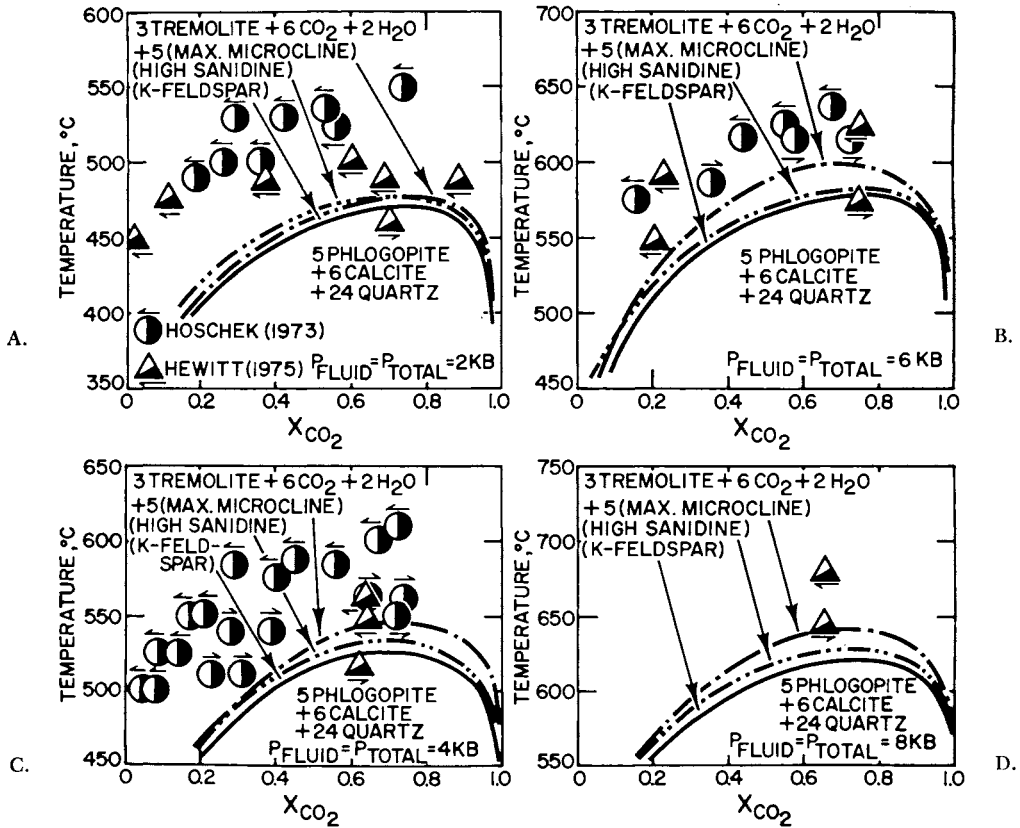 600
550
500
450
400
350
TEMPERATURE, °C
3 TREMOLITE + 6 CO2 + 2 H2O
+5 (MAX. MICROCLINE)
(HIGH SANIDINE)
(K-FELDSPAR)
5 PHLOGOPITE
+6 CALCITE
+24 QUARTZ
HOSCHEK (1973)
HEWITT (1975)
PFLUID = PTOTAL = 2KB
0 0.2 0.4 0.6 0.8 1.0
XCO2
A.
700
650
600
550
500
450
TEMPERATURE, °C
3 TREMOLITE + 6 CO2 + 2 H2O
+5 (MAX. MICROCLINE)
(HIGH SANIDINE)
(K-FELDSPAR)
5 PHLOGOPITE
+6 CALCITE
+24 QUARTZ
PFLUID = PTOTAL = 6 KB
0 0.2 0.4 0.6 0.8 1.0
XCO2
B.
650
600
550
500
450
TEMPERATURE, °C
3 TREMOLITE + 6 CO2 + 2 H2O
+5 (MAX. MICROCLINE)
(HIGH SANIDINE)
(K-FELD-
SPAR)
5 PHLOGOPITE
+6 CALCITE
+24 QUARTZ
PFLUID = PTOTAL = 4KB
0 0.2 0.4 0.6 0.8 1.0
XCO2
C.
750
700
650
600
550
TEMPERATURE, °C
3 TREMOLITE + 6 CO2 + 2 H2O
+5 (MAX. MICROCLINE)
(HIGH SANIDINE)
(K-FELDSPAR)
5 PHLOGOPITE
+6 CALCITE
+24 QUARTZ
PFLUID = PTOTAL = 8KB
0 0.2 0.4 0.6 0.8 1.0
XCO2
D.